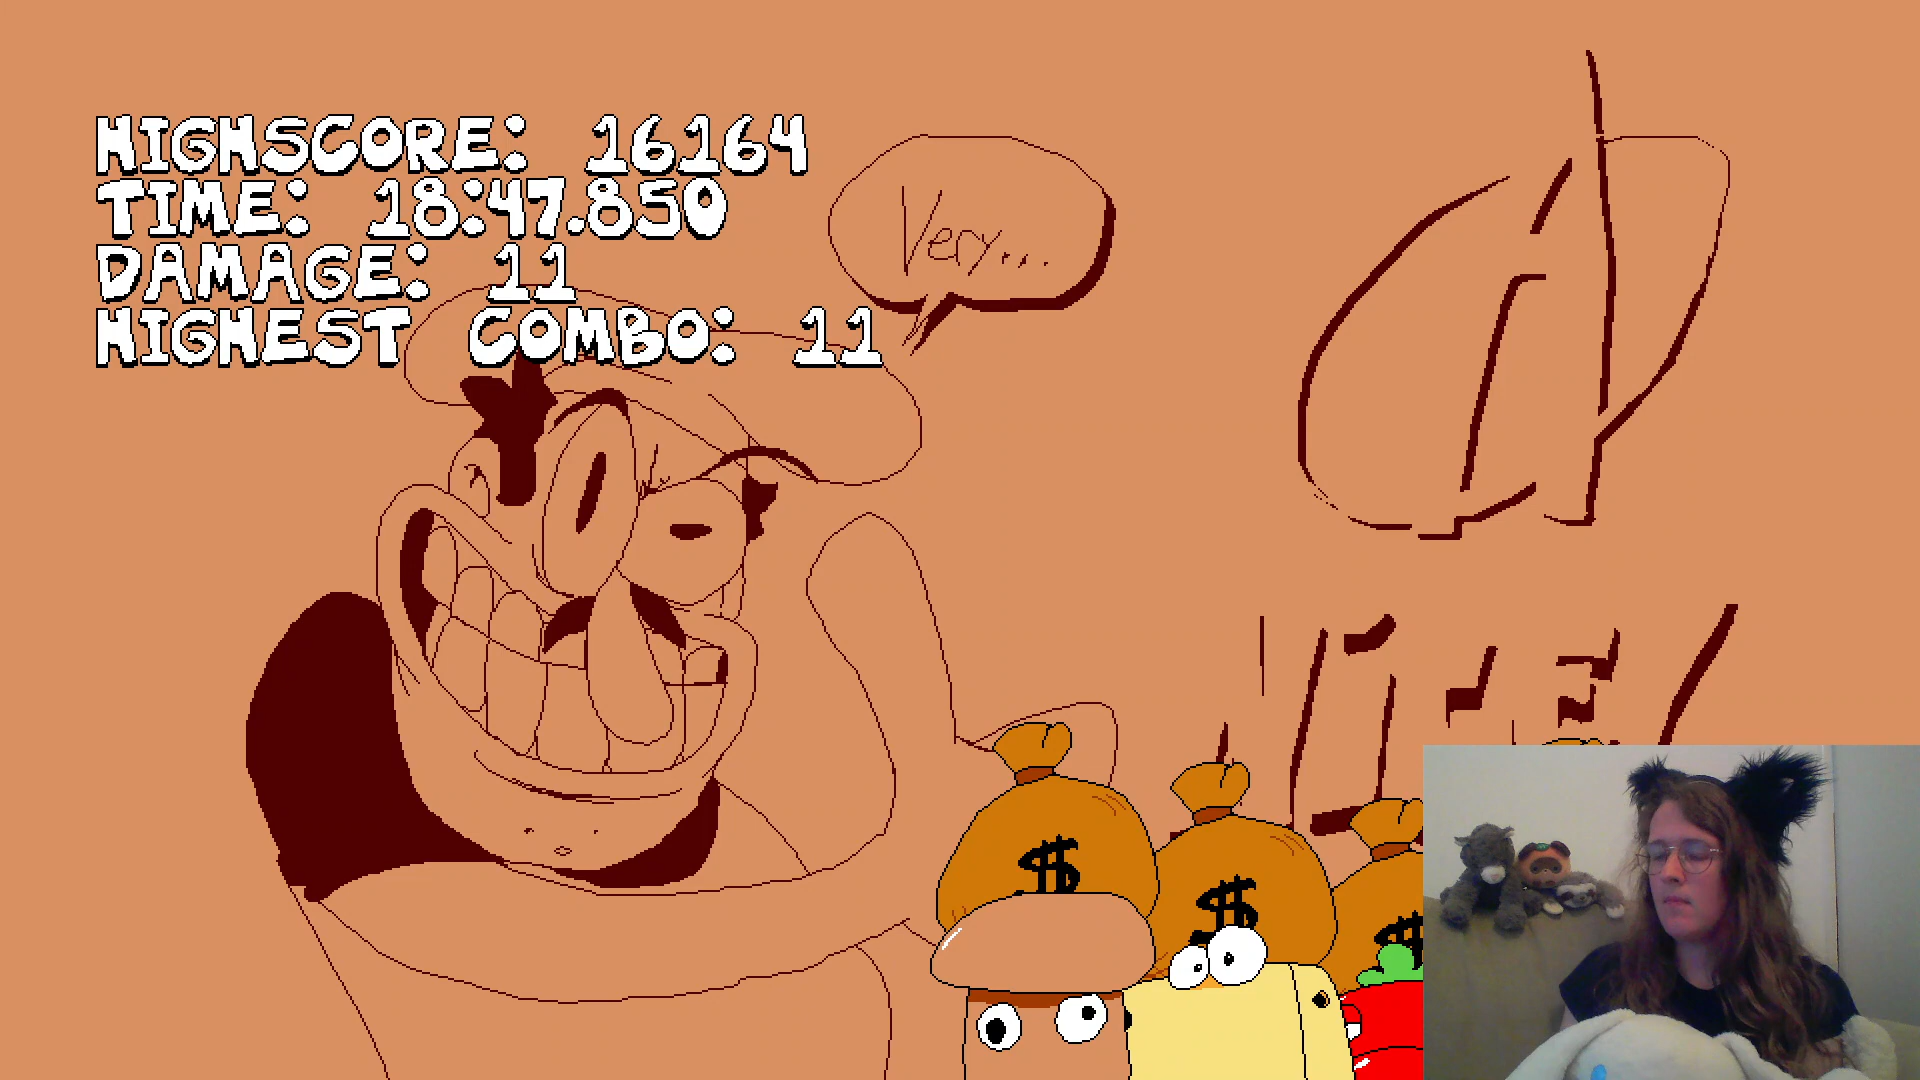 HIGHSCORE: 16164
TIME: 18:47.850
DAMAGE: 11
HIGHEST COMBO: 11
Very...
$
$
$